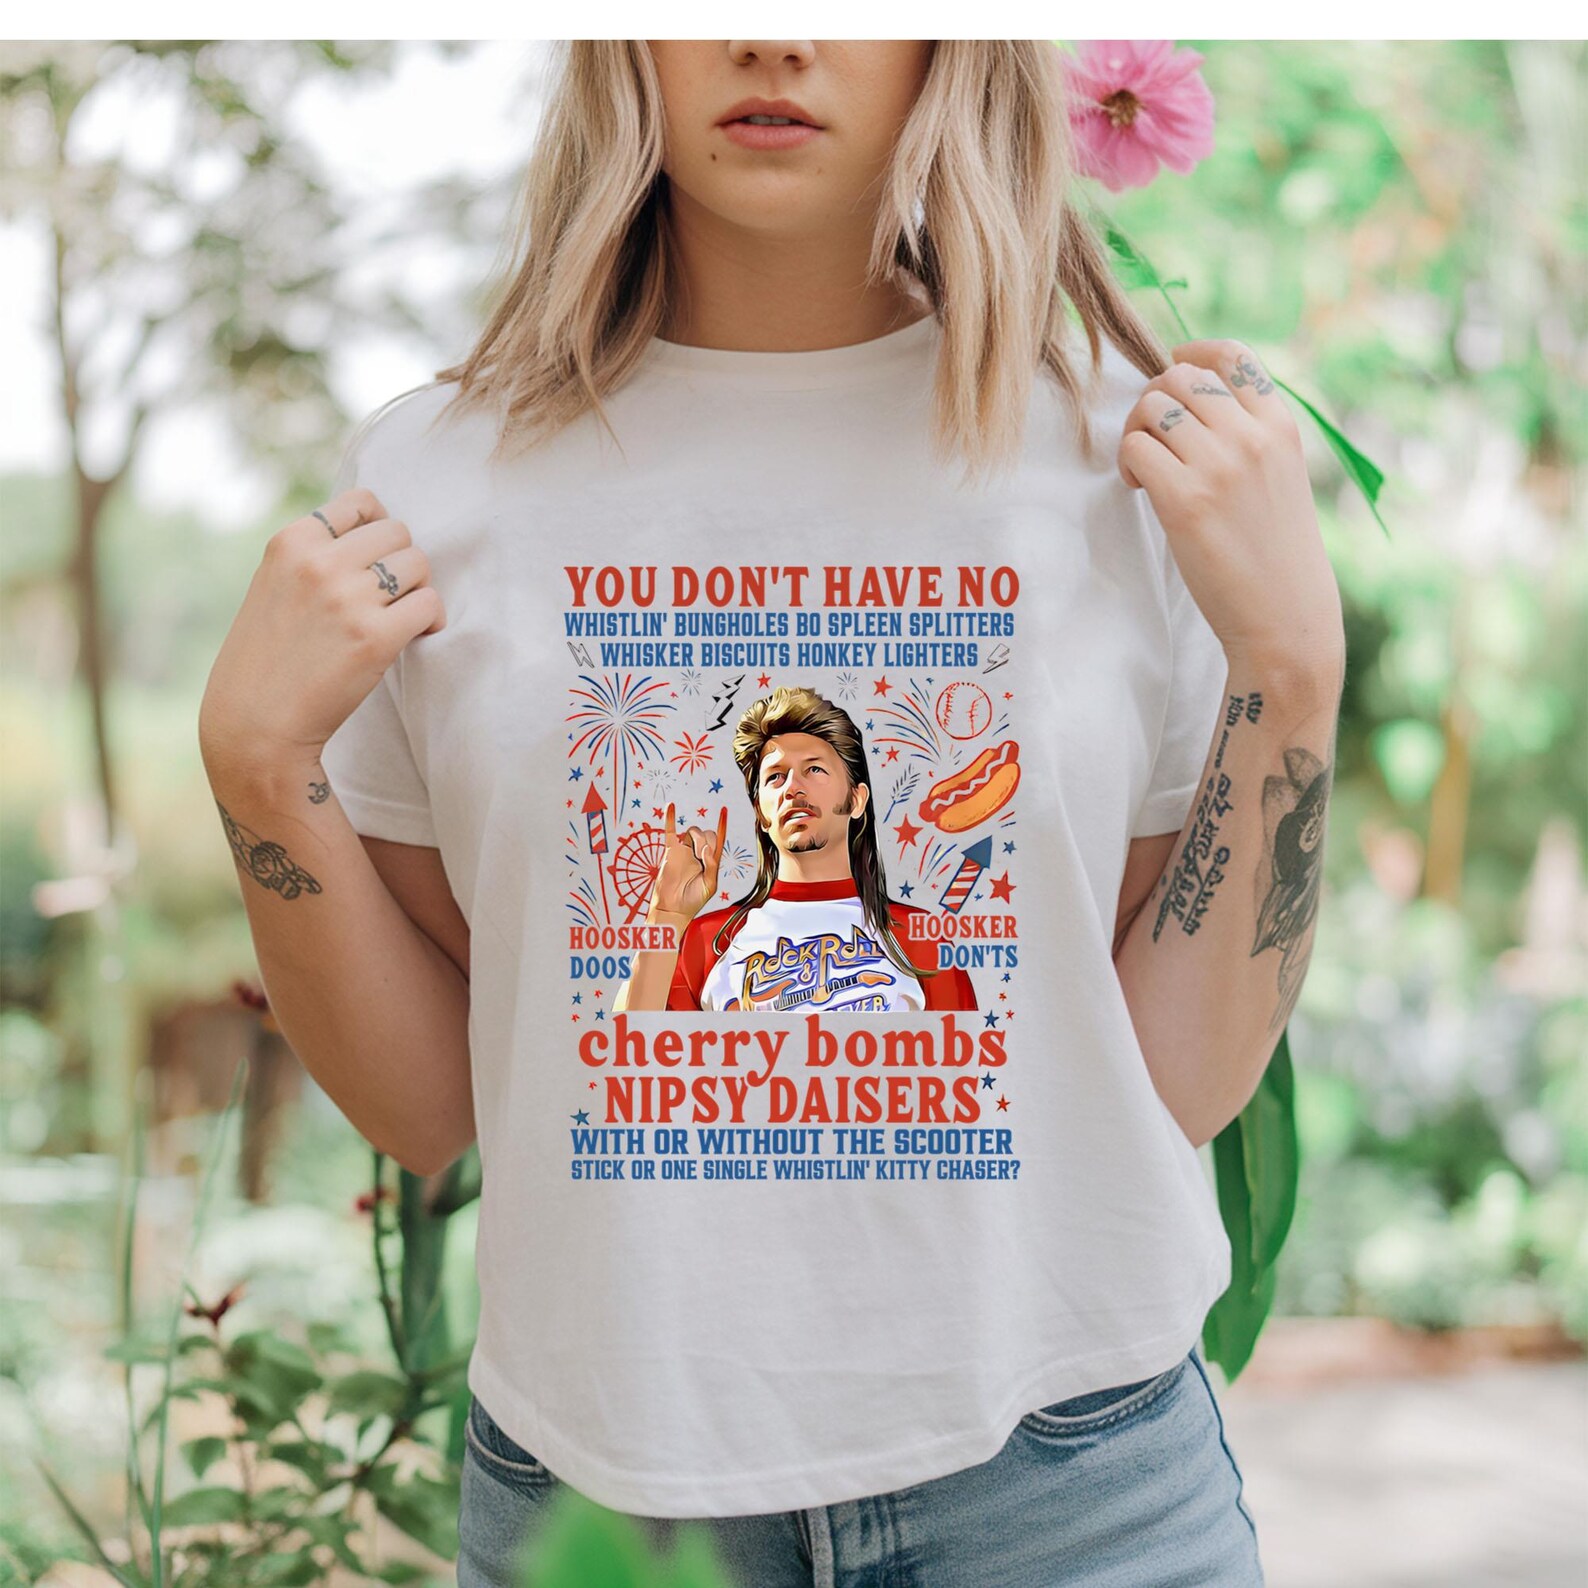 YOU DON'T HAVE NO
WHISTLIN' BUNGHOLES BO SPLEEN SPLITTERS
WHISKER BISCUITS HONKEY LIGHTERS
HOOSKER
DOOS
HOOSKER
DON'TS
ROCK & ROLL
cherry bombs
NIPSY DAISERS
WITH OR WITHOUT THE SCOOTER
STICK OR ONE SINGLE WHISTLIN' KITTY CHASER?